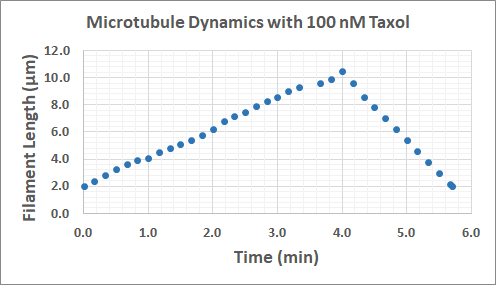 Microtubule Dynamics with 100 nM Taxol
12.0
10.0
8.0
6.0
4.0
2.0
0.0
Filament Length (µm)
0.0 1.0 2.0 3.0 4.0 5.0 6.0
Time (min)